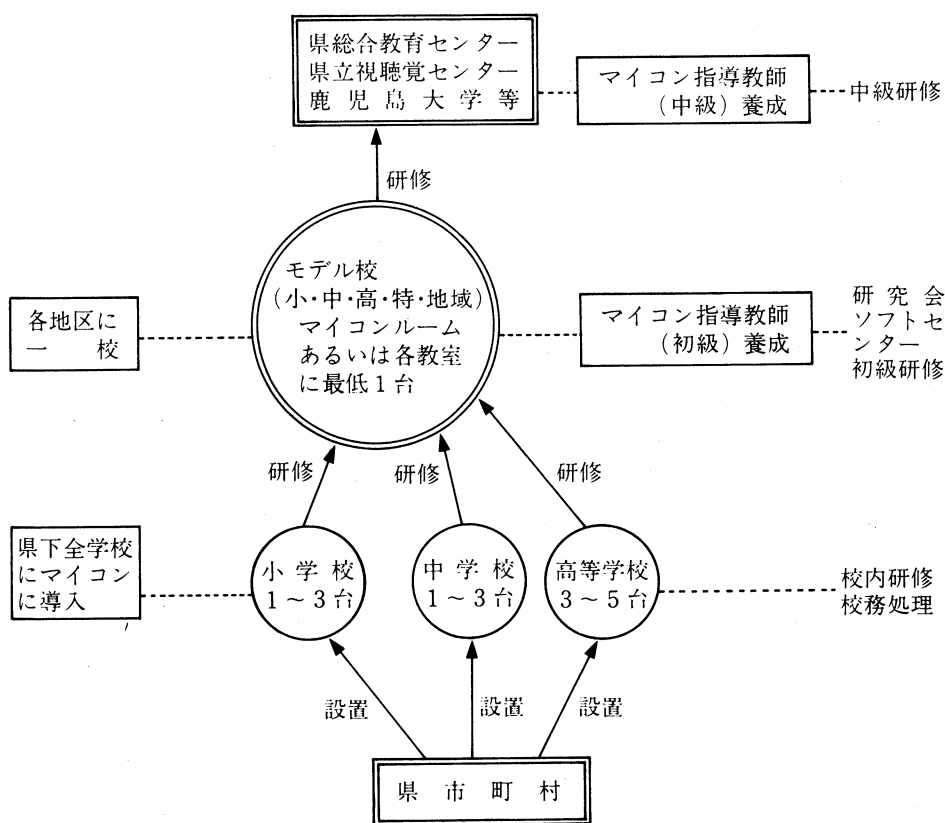 県総合教育センター
県立視聴覚センター
鹿児島大学等
マイコン指導教師
（中級）養成
中級研修
研修
モデル校
（小・中・高・特・地域）
マイコンルーム
あるいは各教室
に最低1台
各地区に
一校
マイコン指導教師
（初級）養成
研究会
ソフトセ
ンター
初級研修
研修
研修
研修
県下全学校
にマイコン
に導入
小学校
1～3台
中学校
1～3台
高等学校
3～5台
校内研修
校務処理
設置
設置
設置
県市町村